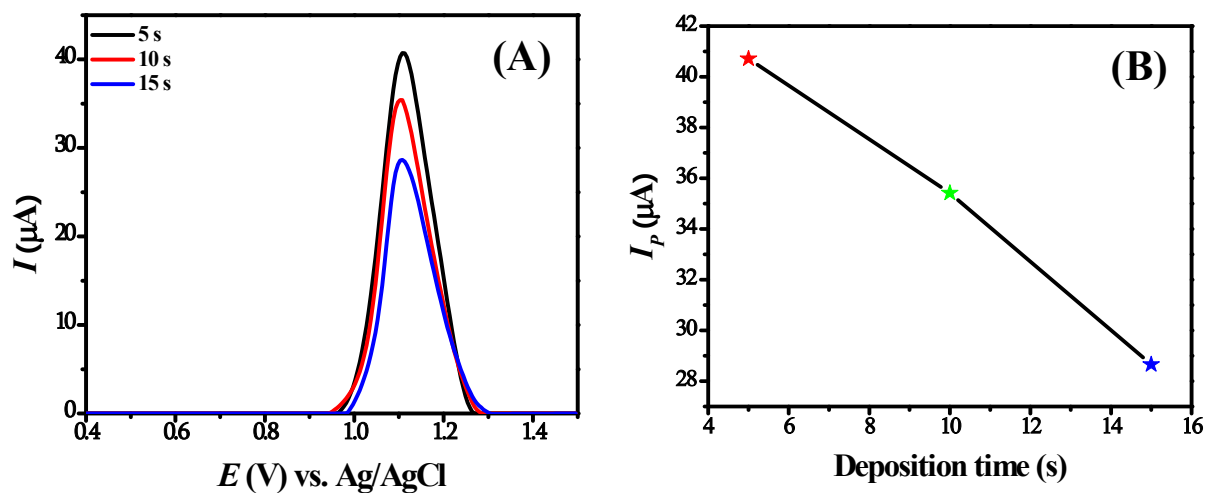 (A)
5 s
10 s
15 s
40
30
20
10
0
I (µA)
0.4 0.6 0.8 1.0 1.2 1.4
E (V) vs. Ag/AgCl
(B)
42
40
38
36
34
32
30
28
I_P (µA)
4 6 8 10 12 14 16
Deposition time (s)